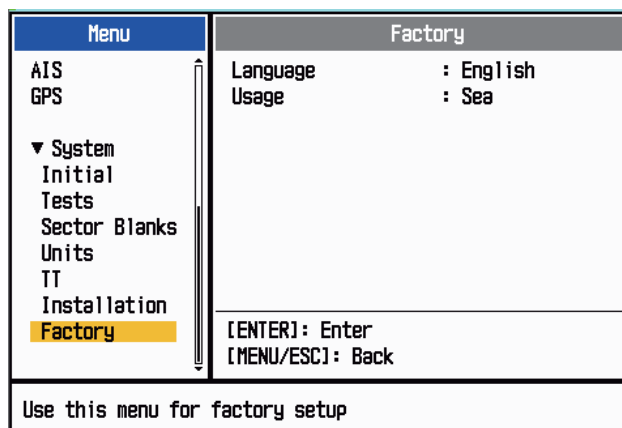 Menu
AIS
GPS
▼ System
Initial
Tests
Sector Blanks
Units
TT
Installation
Factory
Factory
Language : English
Usage : Sea
[ENTER]: Enter
[MENU/ESC]: Back
Use this menu for factory setup